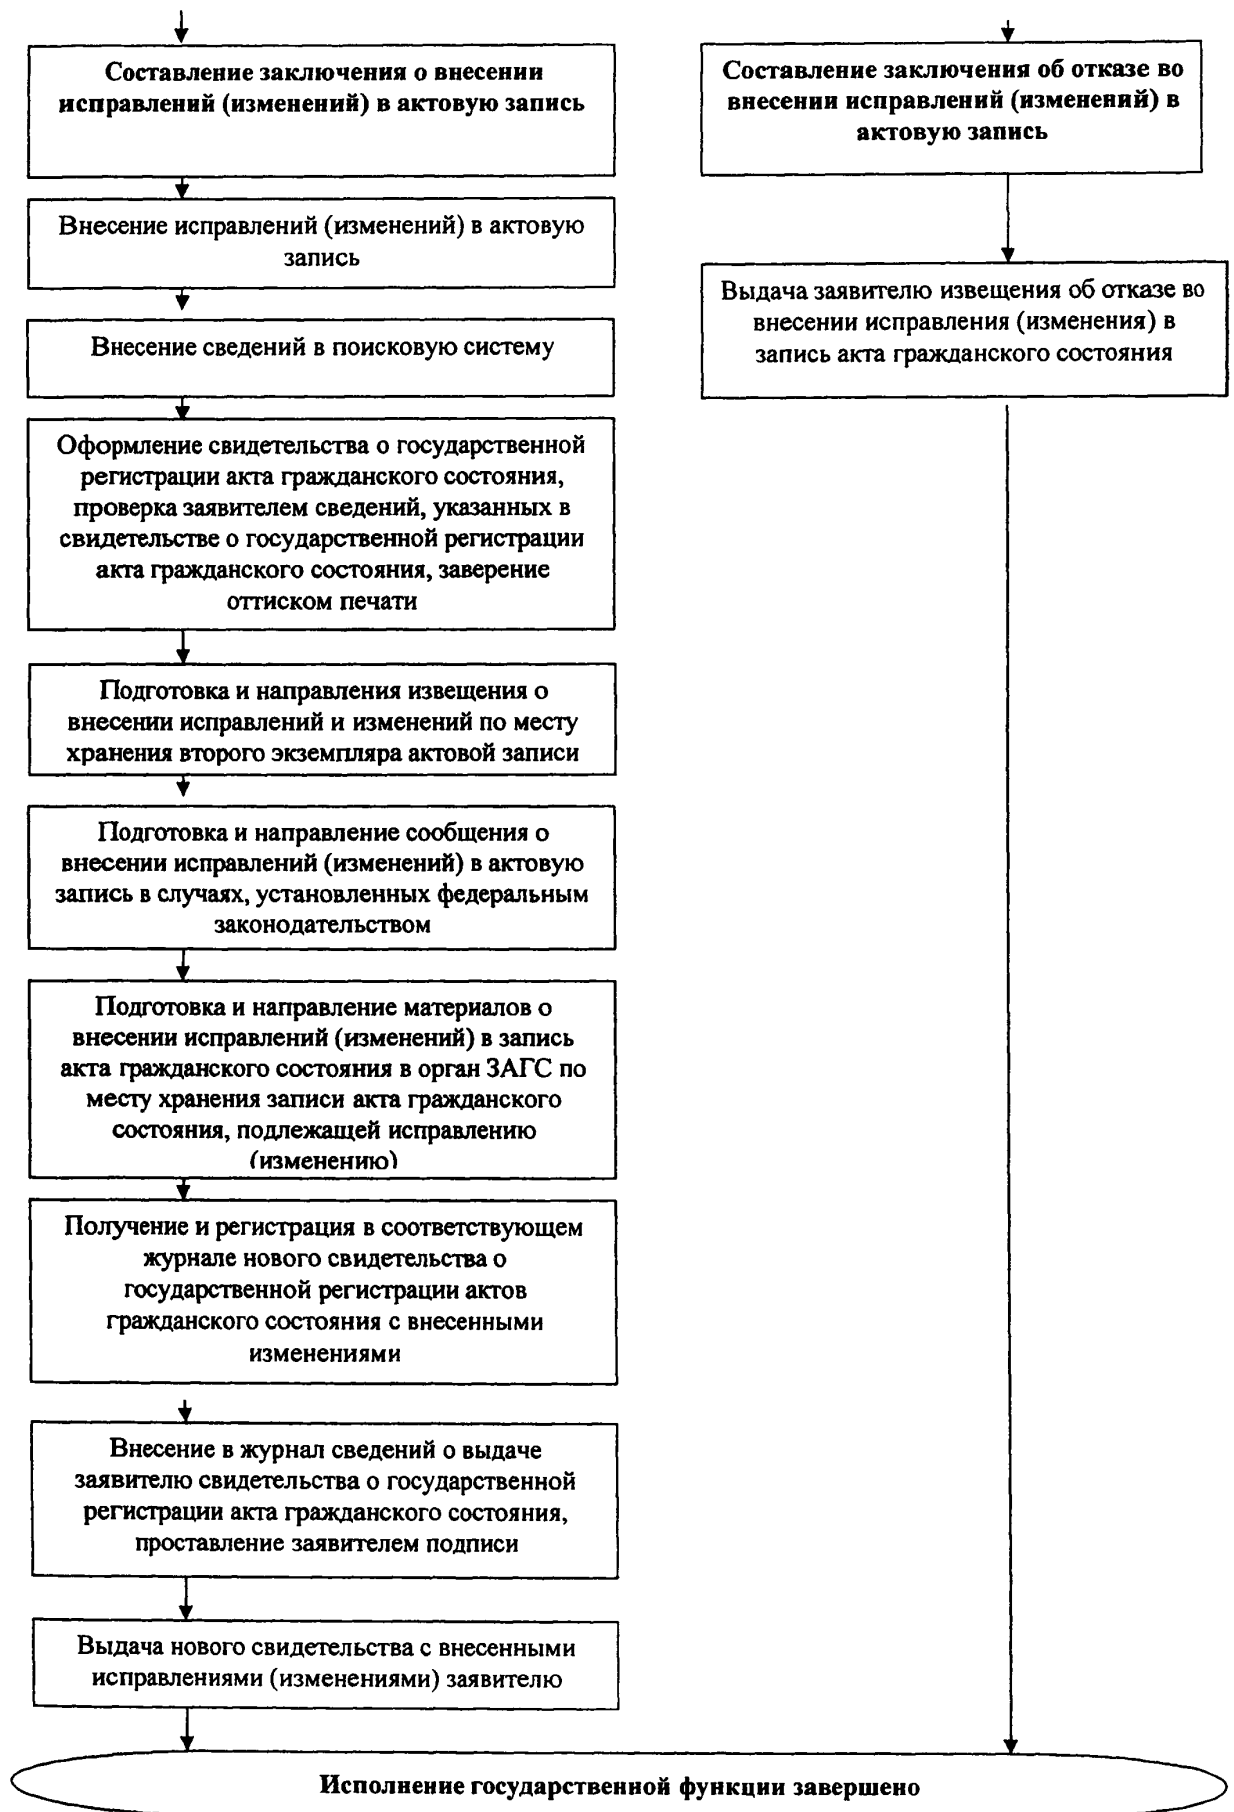 Составление заключения о внесении
исправлений (изменений) в актовую запись
Внесение исправлений (изменений) в актовую
запись
Внесение сведений в поисковую систему
Оформление свидетельства о государственной
регистрации акта гражданского состояния,
проверка заявителем сведений, указанных в
свидетельстве о государственной регистрации
акта гражданского состояния, заверение
оттиском печати
Подготовка и направления извещения о
внесении исправлений и изменений по месту
хранения второго экземпляра актовой записи
Подготовка и направление сообщения о
внесении исправлений (изменений) в актовую
запись в случаях, установленных федеральным
законодательством
Подготовка и направление материалов о
внесении исправлений (изменений) в запись
акта гражданского состояния в орган ЗАГС по
месту хранения записи акта гражданского
состояния, подлежащей исправлению
(изменению)
Получение и регистрация в соответствующем
журнале нового свидетельства о
государственной регистрации актов
гражданского состояния с внесенными
изменениями
Внесение в журнал сведений о выдаче
заявителю свидетельства о государственной
регистрации акта гражданского состояния,
проставление заявителем подписи
Выдача нового свидетельства с внесенными
исправлениями (изменениями) заявителю
Составление заключения об отказе во
внесении исправлений (изменений) в
актовую запись
Выдача заявителю извещения об отказе во
внесении исправления (изменения) в
запись акта гражданского состояния
Исполнение государственной функции завершено